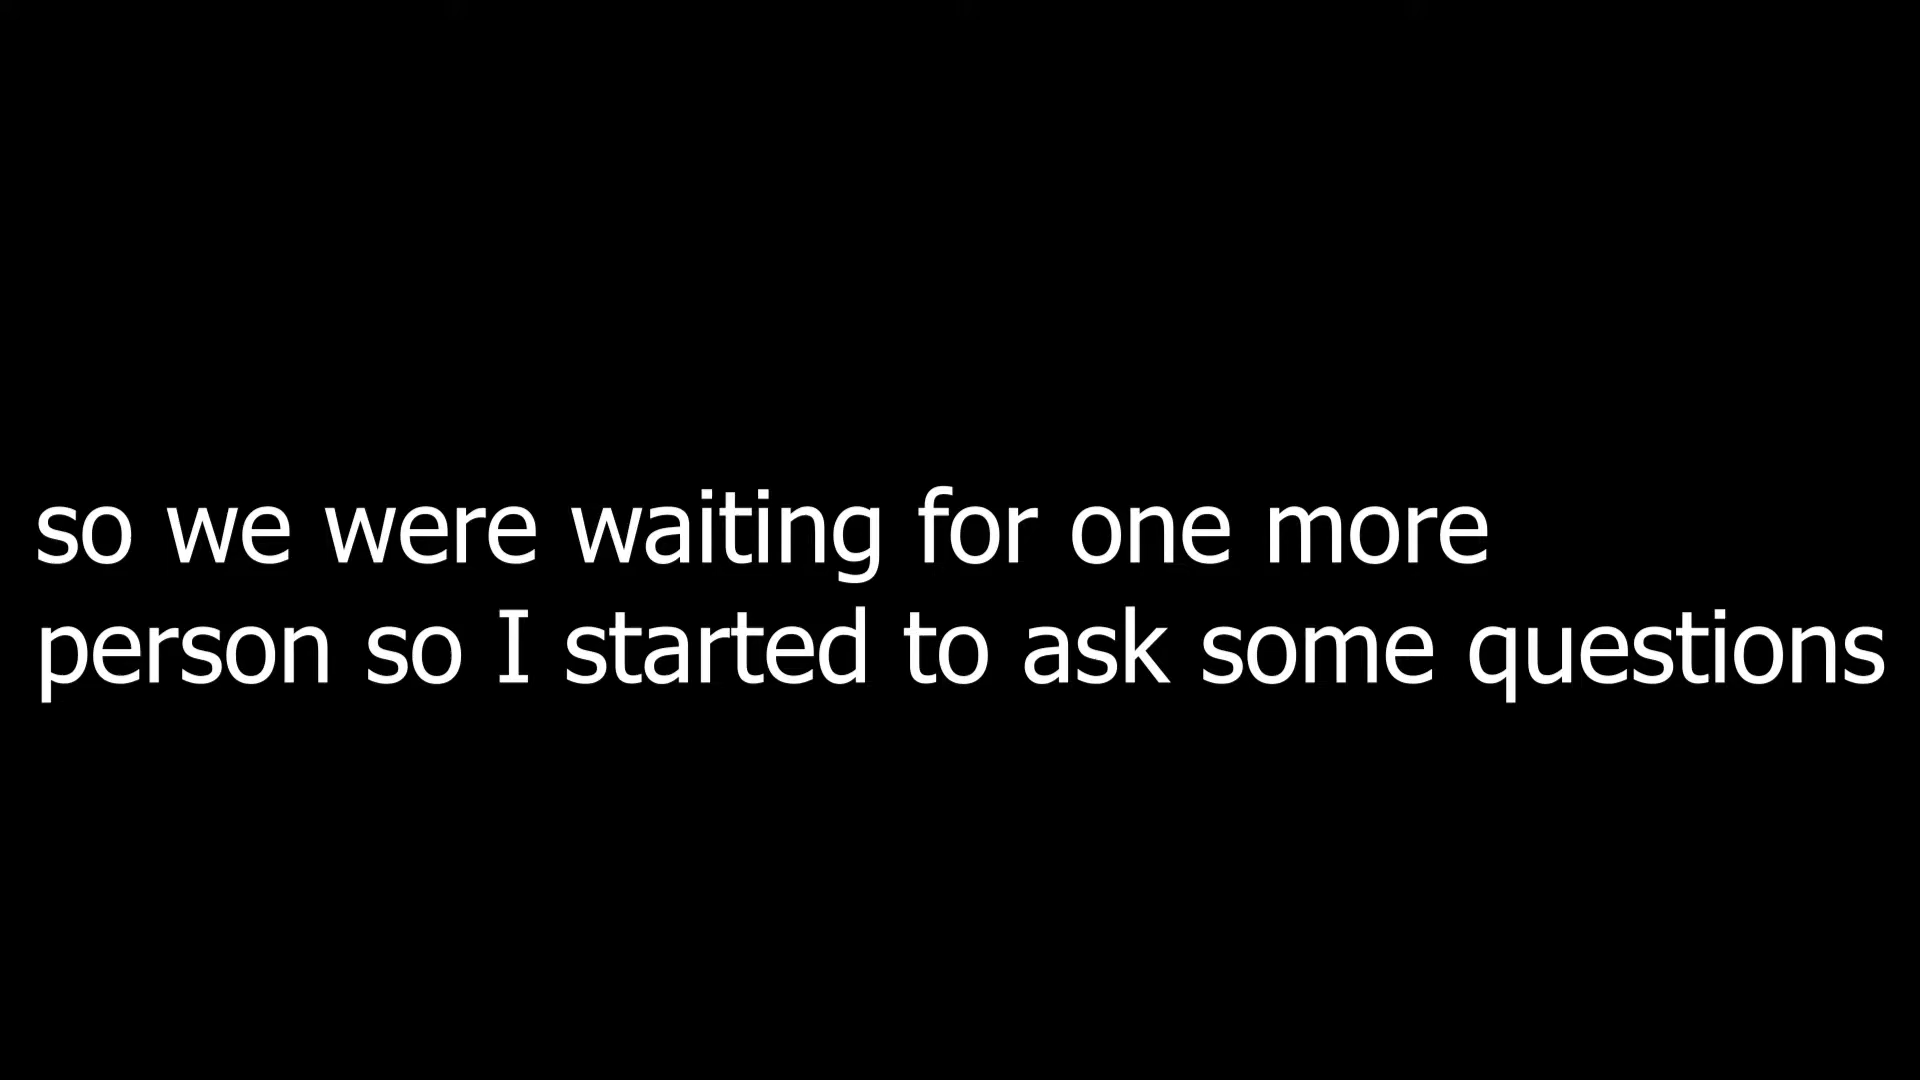 so we were waiting for one more
person so I started to ask some questions